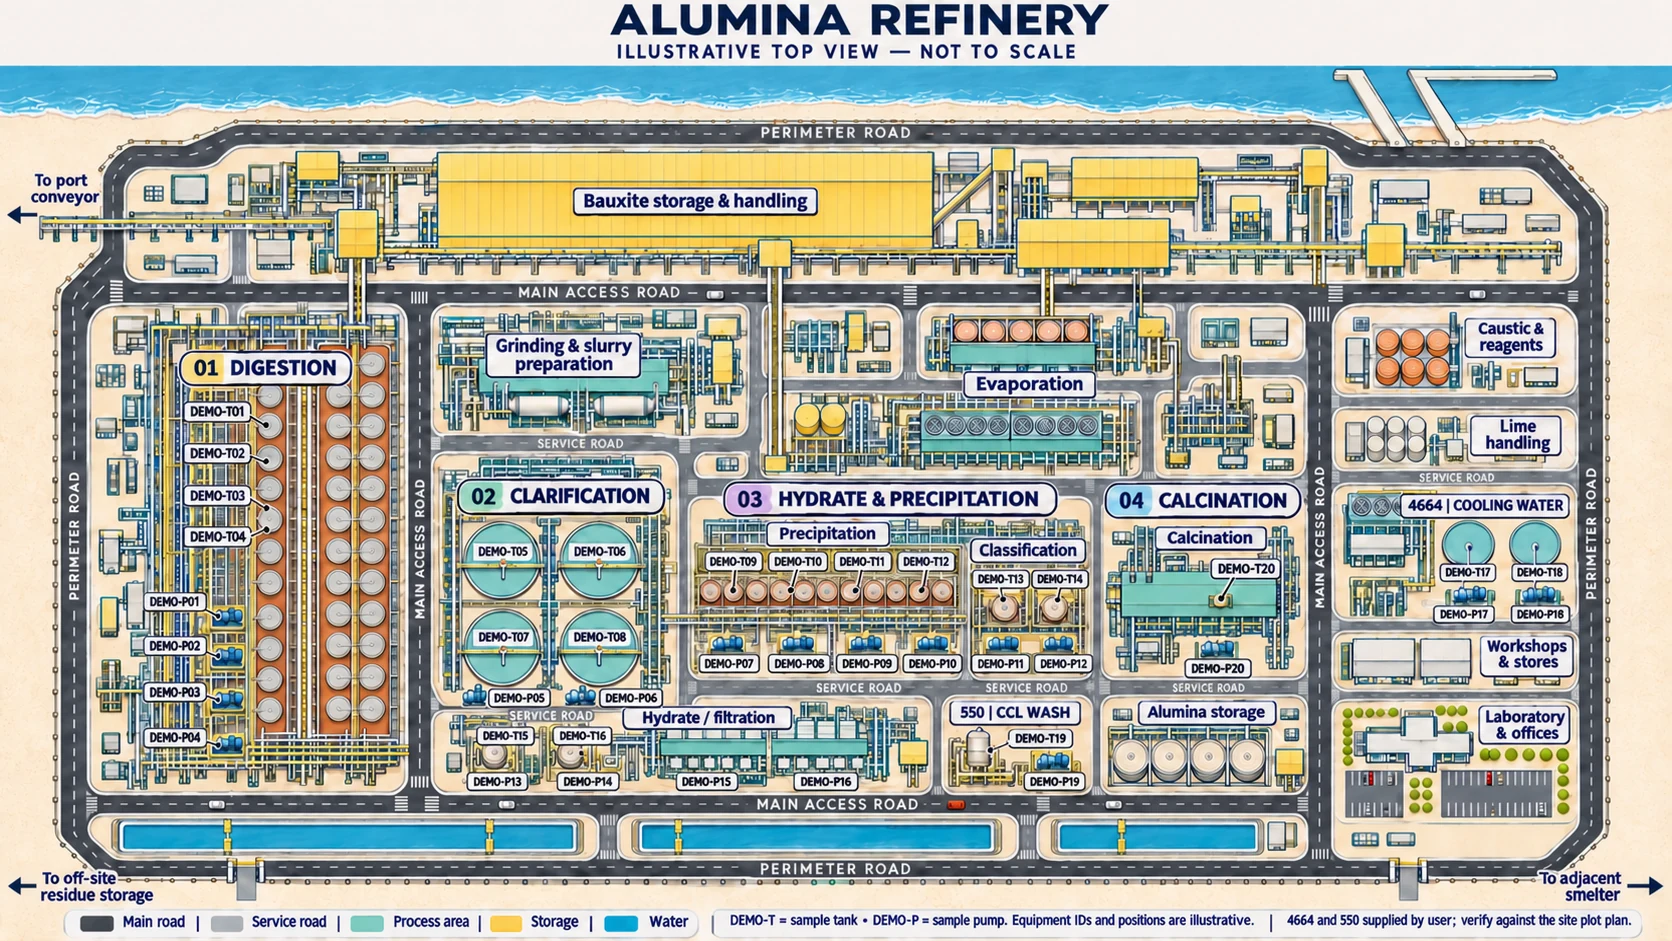 ALUMINA REFINERY
ILLUSTRATIVE TOP VIEW — NOT TO SCALE
PERIMETER ROAD
To port
conveyor
Bauxite storage & handling
MAIN ACCESS ROAD
Grinding & slurry
preparation
Caustic &
reagents
01 DIGESTION
Evaporation
DEMO-T01
DEMO-T02
DEMO-T03
DEMO-T04
SERVICE ROAD
Lime
handling
SERVICE ROAD
PERIMETER ROAD
MAIN ACCESS ROAD
02 CLARIFICATION
03 HYDRATE & PRECIPITATION
04 CALCINATION
4664 | COOLING WATER
MAIN ACCESS ROAD
PERIMETER ROAD
Precipitation
Classification
Calcination
DEMO-T05
DEMO-T06
DEMO-T09
DEMO-T10
DEMO-T11
DEMO-T12
DEMO-T13
DEMO-T14
DEMO-T20
DEMO-T17
DEMO-T18
DEMO-P01
DEMO-P02
DEMO-P03
DEMO-P04
DEMO-T07
DEMO-T08
DEMO-P17
DEMO-P18
DEMO-P07
DEMO-P08
DEMO-P09
DEMO-P10
DEMO-P11
DEMO-P12
DEMO-P20
Workshops
& stores
DEMO-P05
DEMO-P06
SERVICE ROAD
SERVICE ROAD
SERVICE ROAD
SERVICE ROAD
Hydrate / filtration
550 | CCL WASH
Alumina storage
Laboratory
& offices
DEMO-T15
DEMO-T16
DEMO-T19
DEMO-P13
DEMO-P14
DEMO-P15
DEMO-P16
DEMO-P19
MAIN ACCESS ROAD
PERIMETER ROAD
To off-site
residue storage
To adjacent
smelter
Main road | Service road | Process area | Storage | Water
DEMO-T = sample tank • DEMO-P = sample pump. Equipment IDs and positions are illustrative. | 4664 and 550 supplied by user; verify against the site plot plan.